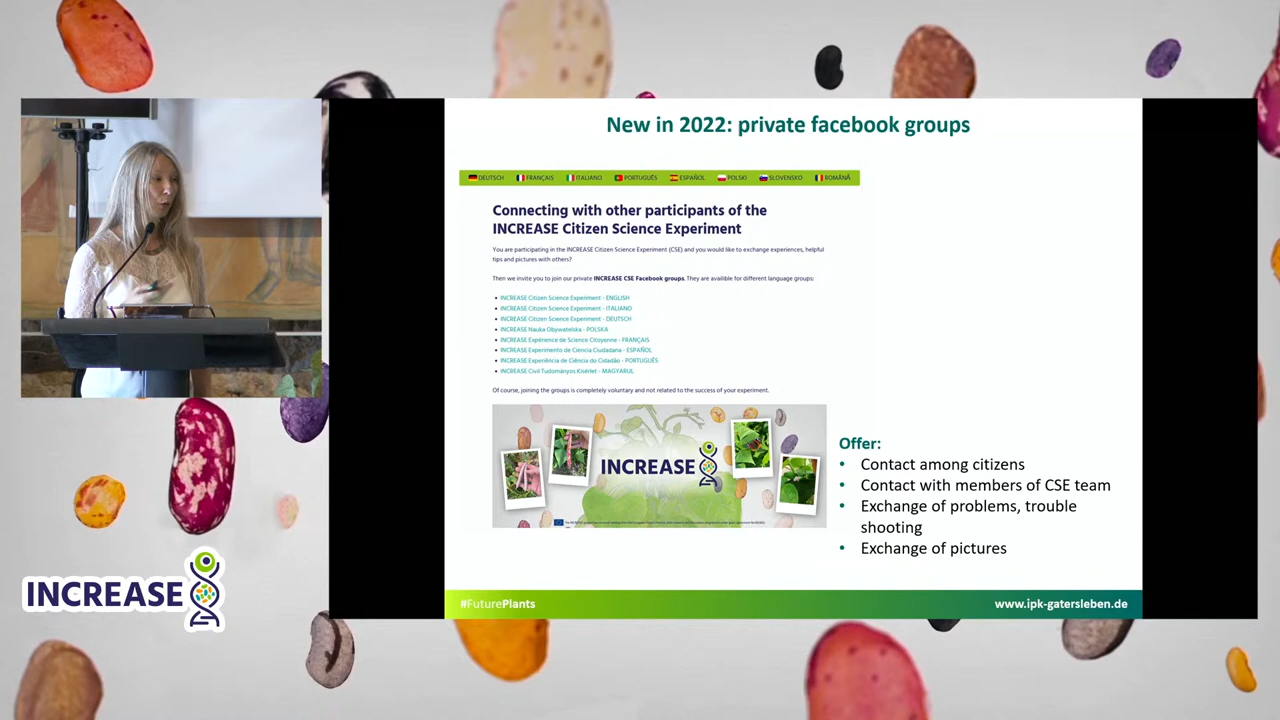 New in 2022: private facebook groups
DEUTSCH FRANÇAIS ITALIANO PORTUGUÊS ESPAÑOL POLSKI SLOVENSKO ROMÂNĂ
Connecting with other participants of the
INCREASE Citizen Science Experiment
You are participating in the INCREASE Citizen Science Experiment (CSE) and you would like to exchange experiences, helpful
tips and pictures with others?
Then we invite you to join our private INCREASE CSE Facebook groups. They are availible for different language groups:
• INCREASE Citizen Science Experiment - ENGLISH
• INCREASE Citizen Science Experiment - ITALIANO
• INCREASE Citizen Science Experiment - DEUTSCH
• INCREASE Nauka Obywatelska - POLSKA
• INCREASE Expérience de Science Citoyenne - FRANÇAIS
• INCREASE Experimento de Ciencia Ciudadana - ESPAÑOL
• INCREASE Experiência de Ciência do Cidadão - PORTUGUÊS
• INCREASE Civil Tudományos Kísérlet - MAGYARUL
Of course, joining the groups is completely voluntary and not related to the success of your experiment.
INCREASE
Offer:
• Contact among citizens
• Contact with members of CSE team
• Exchange of problems, trouble
shooting
• Exchange of pictures
#FuturePlants
www.ipk-gatersleben.de
INCREASE